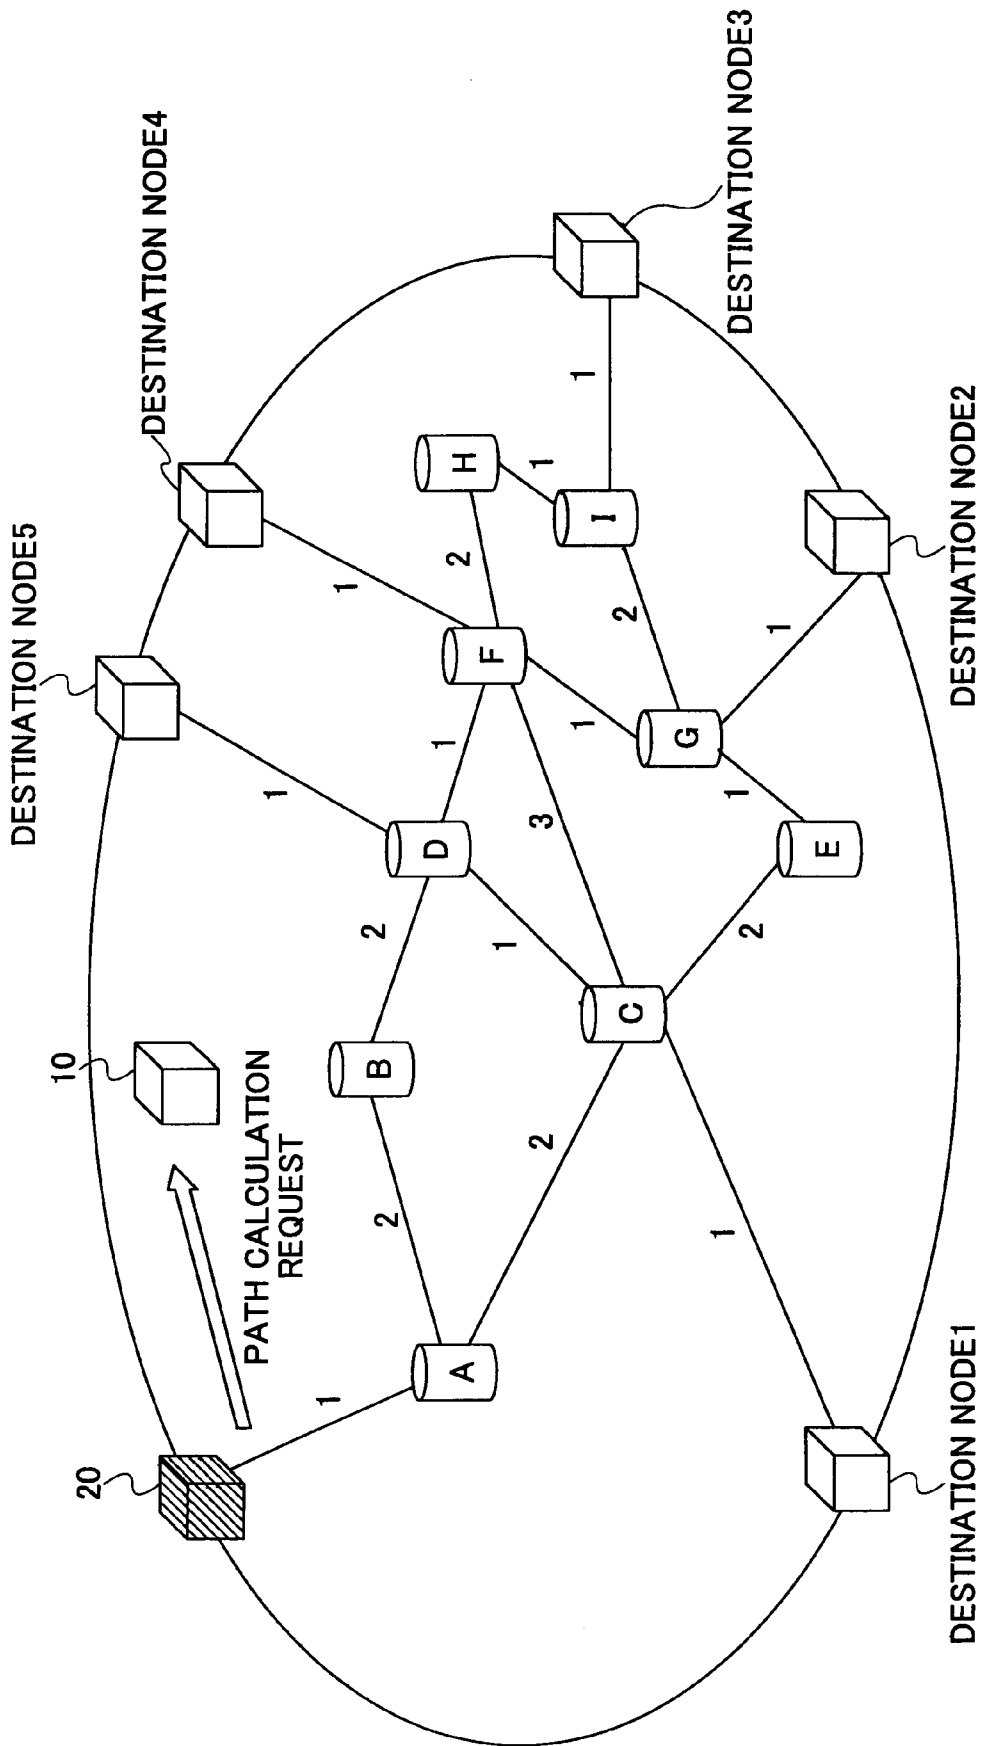 DESTINATION NODE5
DESTINATION NODE4
DESTINATION NODE3
10
20
PATH CALCULATION
REQUEST
1
1
1
2
B
2
D
1
F
2
H
1
A
2
1
3
1
2
I
1
C
G
1
1
2
E
1
DESTINATION NODE1
DESTINATION NODE2